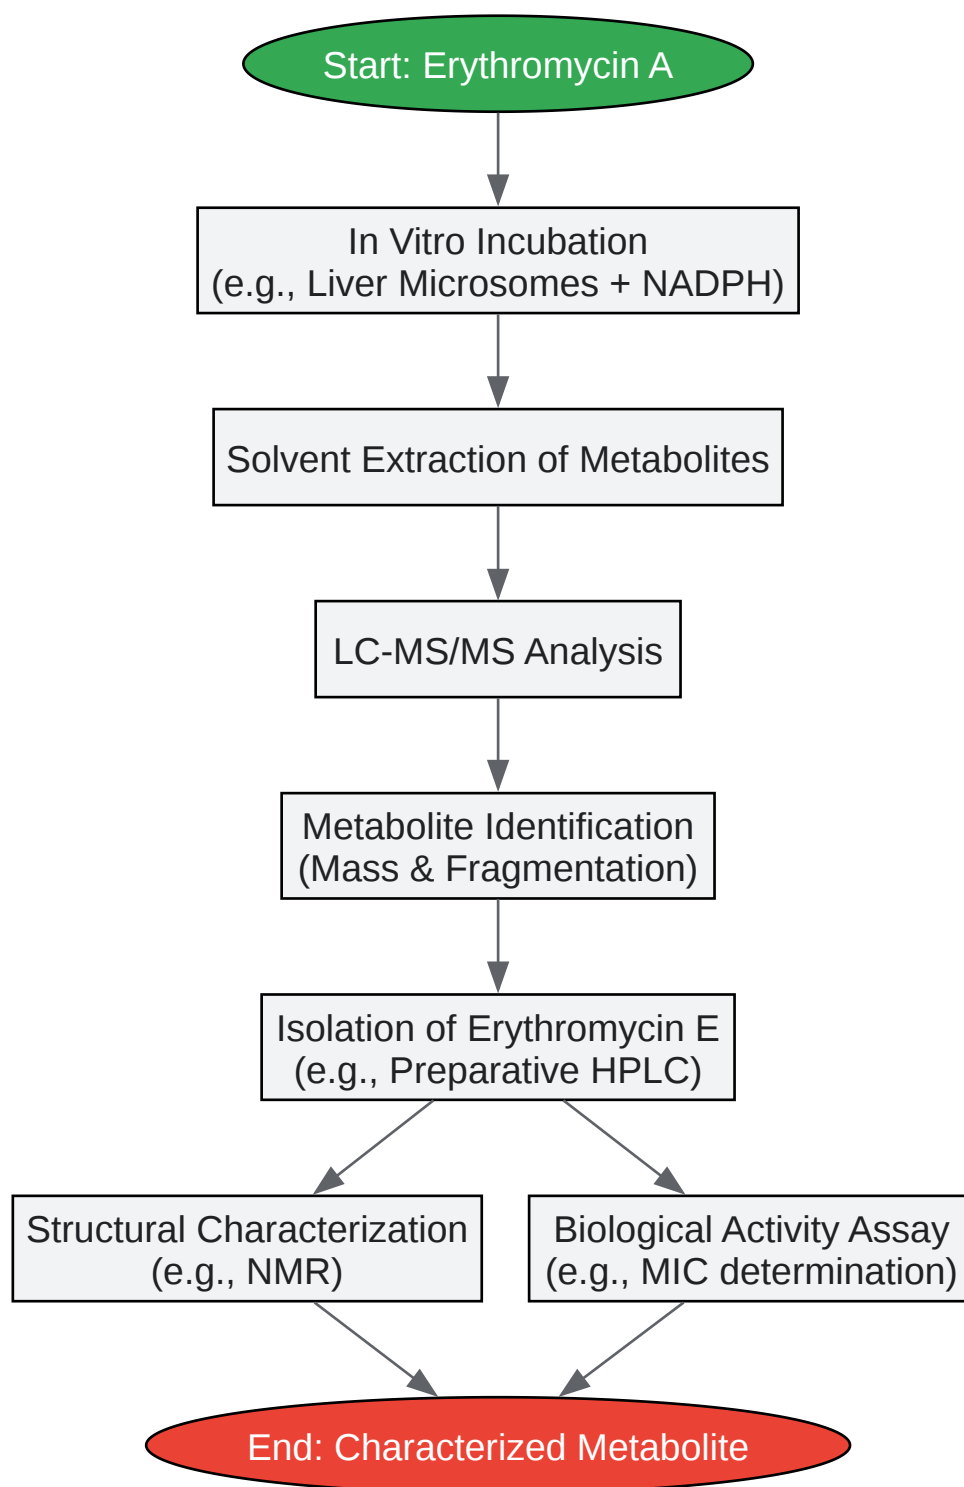 Start: Erythromycin A
In Vitro Incubation
(e.g., Liver Microsomes + NADPH)
Solvent Extraction of Metabolites
LC-MS/MS Analysis
Metabolite Identification
(Mass & Fragmentation)
Isolation of Erythromycin E
(e.g., Preparative HPLC)
Structural Characterization
(e.g., NMR)
Biological Activity Assay
(e.g., MIC determination)
End: Characterized Metabolite